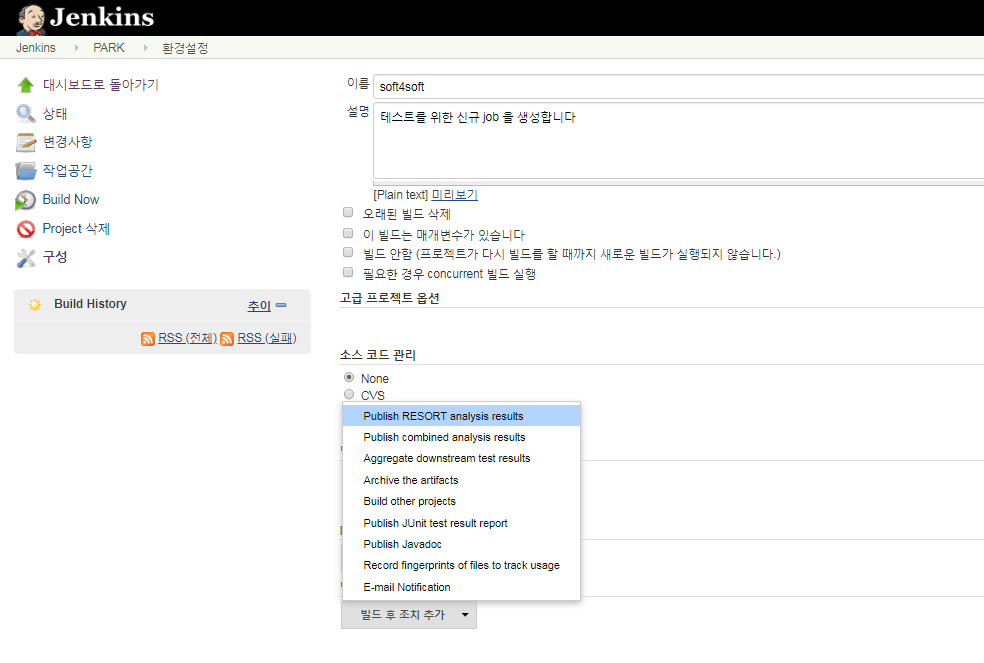 Jenkins
Jenkins PARK 환경설정
대시보드로 돌아가기
상태
변경사항
작업공간
Build Now
Project 삭제
구성
Build History 추이
RSS (전체) RSS (실패)
이름 soft4soft
설명 테스트를 위한 신규 job 을 생성합니다
[Plain text] 미리보기
오래된 빌드 삭제
이 빌드는 매개변수가 있습니다
빌드 안함 (프로젝트가 다시 빌드를 할 때까지 새로운 빌드가 실행되지 않습니다.)
필요한 경우 concurrent 빌드 실행
고급 프로젝트 옵션
소스 코드 관리
None
CVS
Publish RESORT analysis results
Publish combined analysis results
Aggregate downstream test results
Archive the artifacts
Build other projects
Publish JUnit test result report
Publish Javadoc
Record fingerprints of files to track usage
E-mail Notification
빌드 후 조치 추가